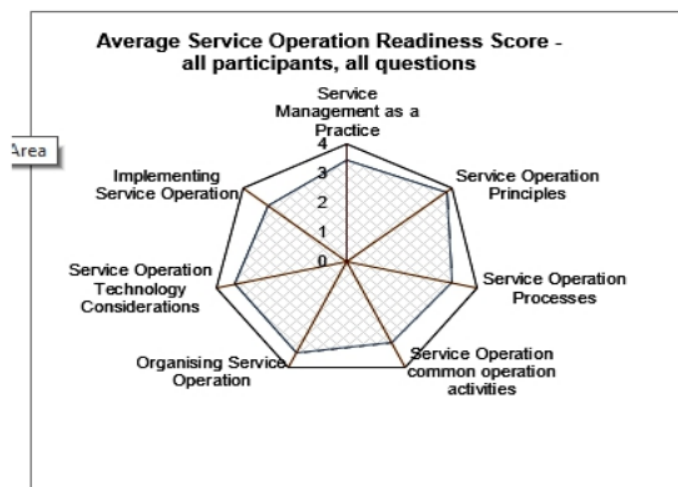 Average Service Operation Readiness Score -
all participants, all questions
Service
Management as a
Practice
Area
4
3
2
1
0
Implementing
Service Operation
Service Operation
Principles
Service Operation
Technology
Considerations
Service Operation
Processes
Organising Service
Operation
Service Operation
common operation
activities